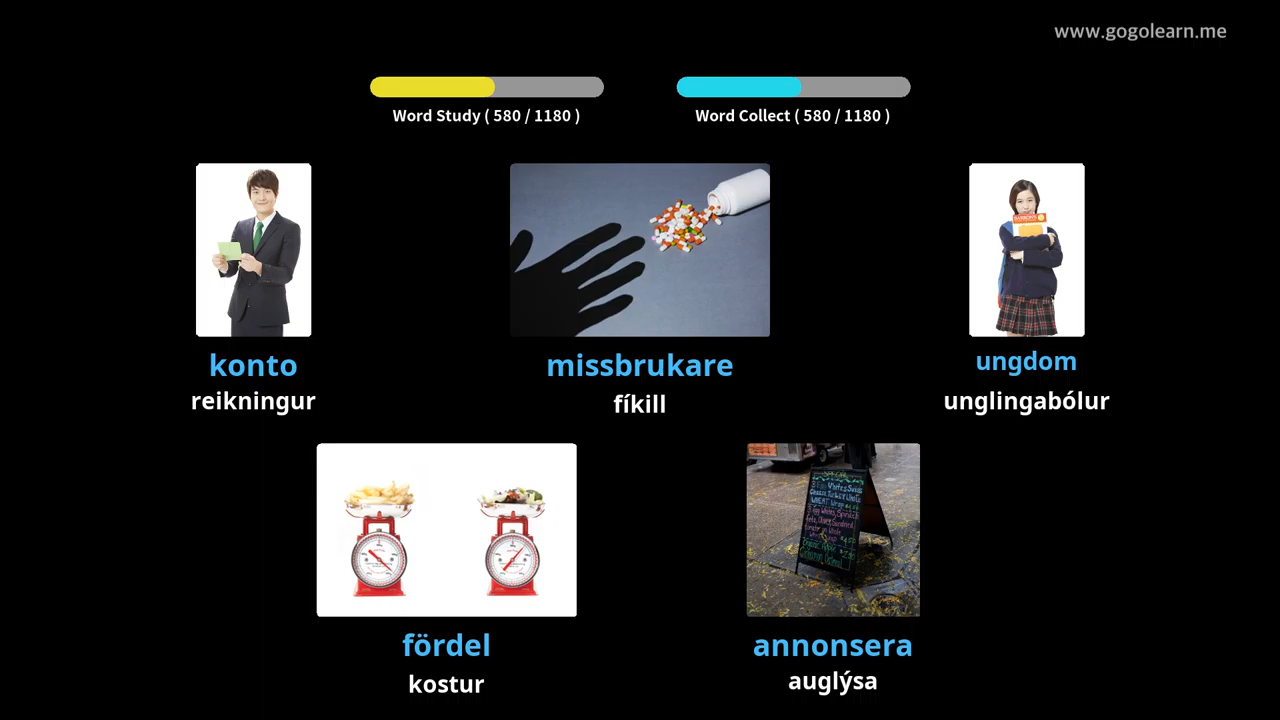 www.gogolearn.me
Word Study ( 580 / 1180 )
Word Collect ( 580 / 1180 )
konto
reikningur
missbrukare
fíkill
ungdom
unglingabólur
fördel
kostur
annonsera
auglýsa